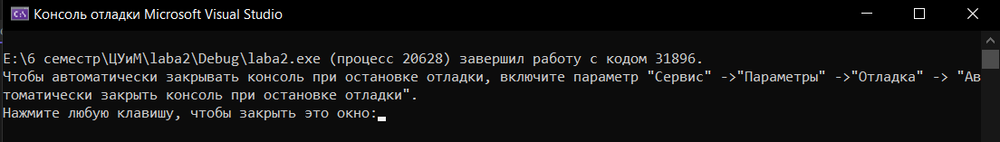 Консоль отладки Microsoft Visual Studio
E:\6 семестр\ЦУиМ\laba2\Debug\laba2.exe (процесс 20628) завершил работу с кодом 31896.
Чтобы автоматически закрывать консоль при остановке отладки, включите параметр "Сервис" ->"Параметры" ->"Отладка" -> "Ав
томатически закрыть консоль при остановке отладки".
Нажмите любую клавишу, чтобы закрыть это окно: